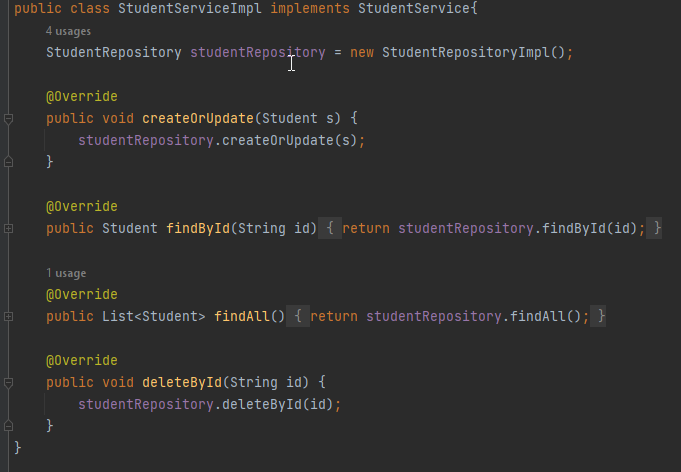 public class StudentServiceImpl implements StudentService{
4 usages
StudentRepository studentRepository = new StudentRepositoryImpl();
@Override
public void createOrUpdate(Student s) {
studentRepository.createOrUpdate(s);
}
@Override
public Student findById(String id) { return studentRepository.findById(id); }
1 usage
@Override
public List<Student> findAll() { return studentRepository.findAll(); }
@Override
public void deleteById(String id) {
studentRepository.deleteById(id);
}
}